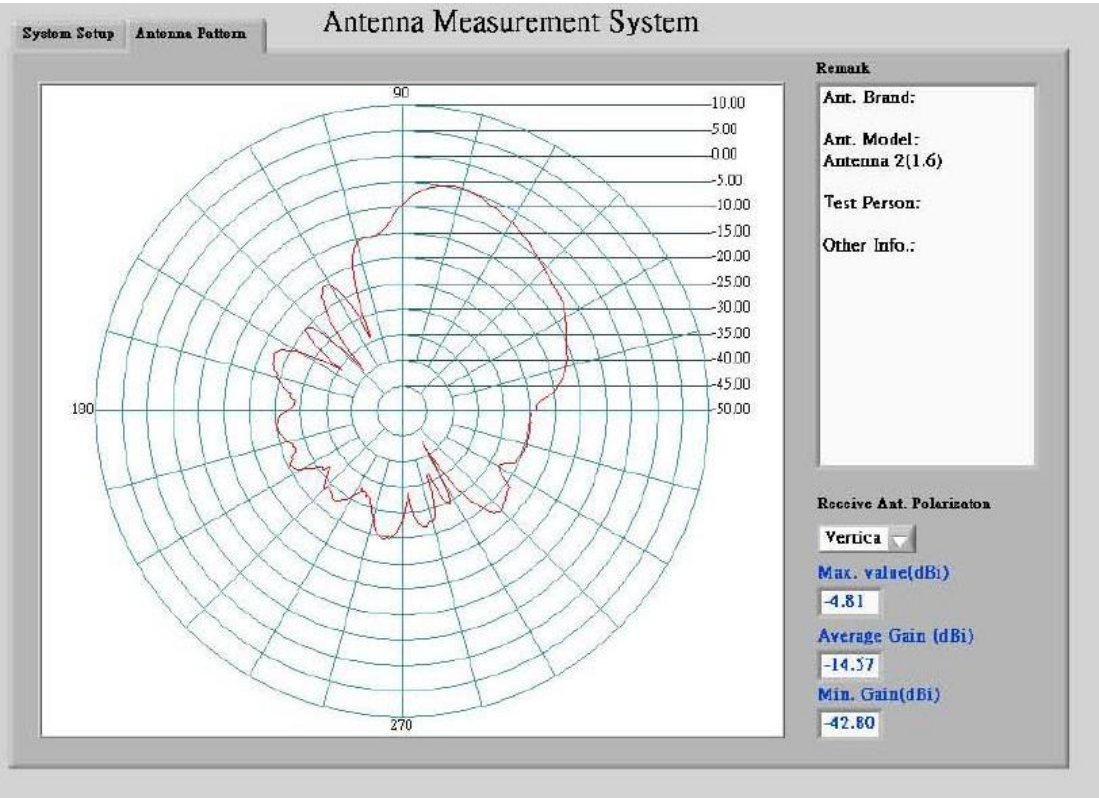 Antenna Measurement System
System Setup
Antenna Pattern
90
10.00
5.00
0.00
-5.00
-10.00
-15.00
-20.00
-25.00
-30.00
-35.00
-40.00
-45.00
-50.00
180
270
Remark
Ant. Brand:
Ant. Model:
Antenna 2(1.6)
Test Person:
Other Info.:
Receive Ant. Polarizaton
Vertica
Max. value(dBi)
-4.81
Average Gain (dBi)
-14.57
Min. Gain(dBi)
-42.80